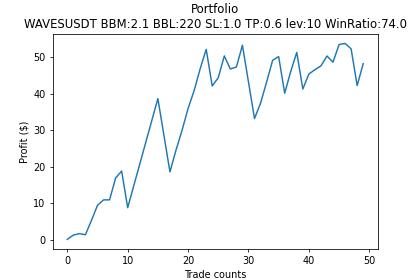 Portfolio
WAVESUSDT BBM:2.1 BBL:220 SL:1.0 TP:0.6 lev:10 WinRatio:74.0
50
40
30
20
10
0
Profit ($)
0 10 20 30 40 50
Trade counts